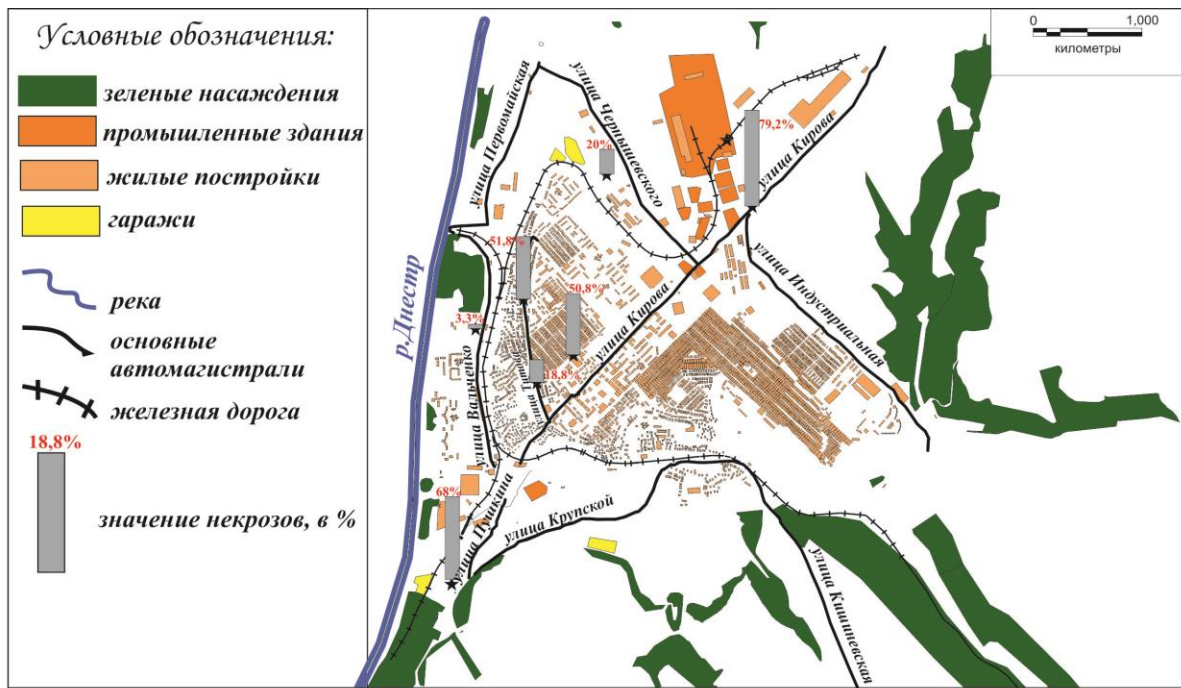 Условные обозначения:
зеленые насаждения
промышленные здания
жилые постройки
гаражи
река
основные
автомагистрали
железная дорога
18,8%
значение некрозов, в %
0 1,000
километры
р.Днестр
улица Первомайская
улица Чернышевского
20%
79,2%
улица Кирова
51,8%
50,8%
3,3%
18,8%
улица Вальченко
улица Кирова
улица Индустриальная
68%
улица Пушкина
улица Крупской
улица Кишиневская